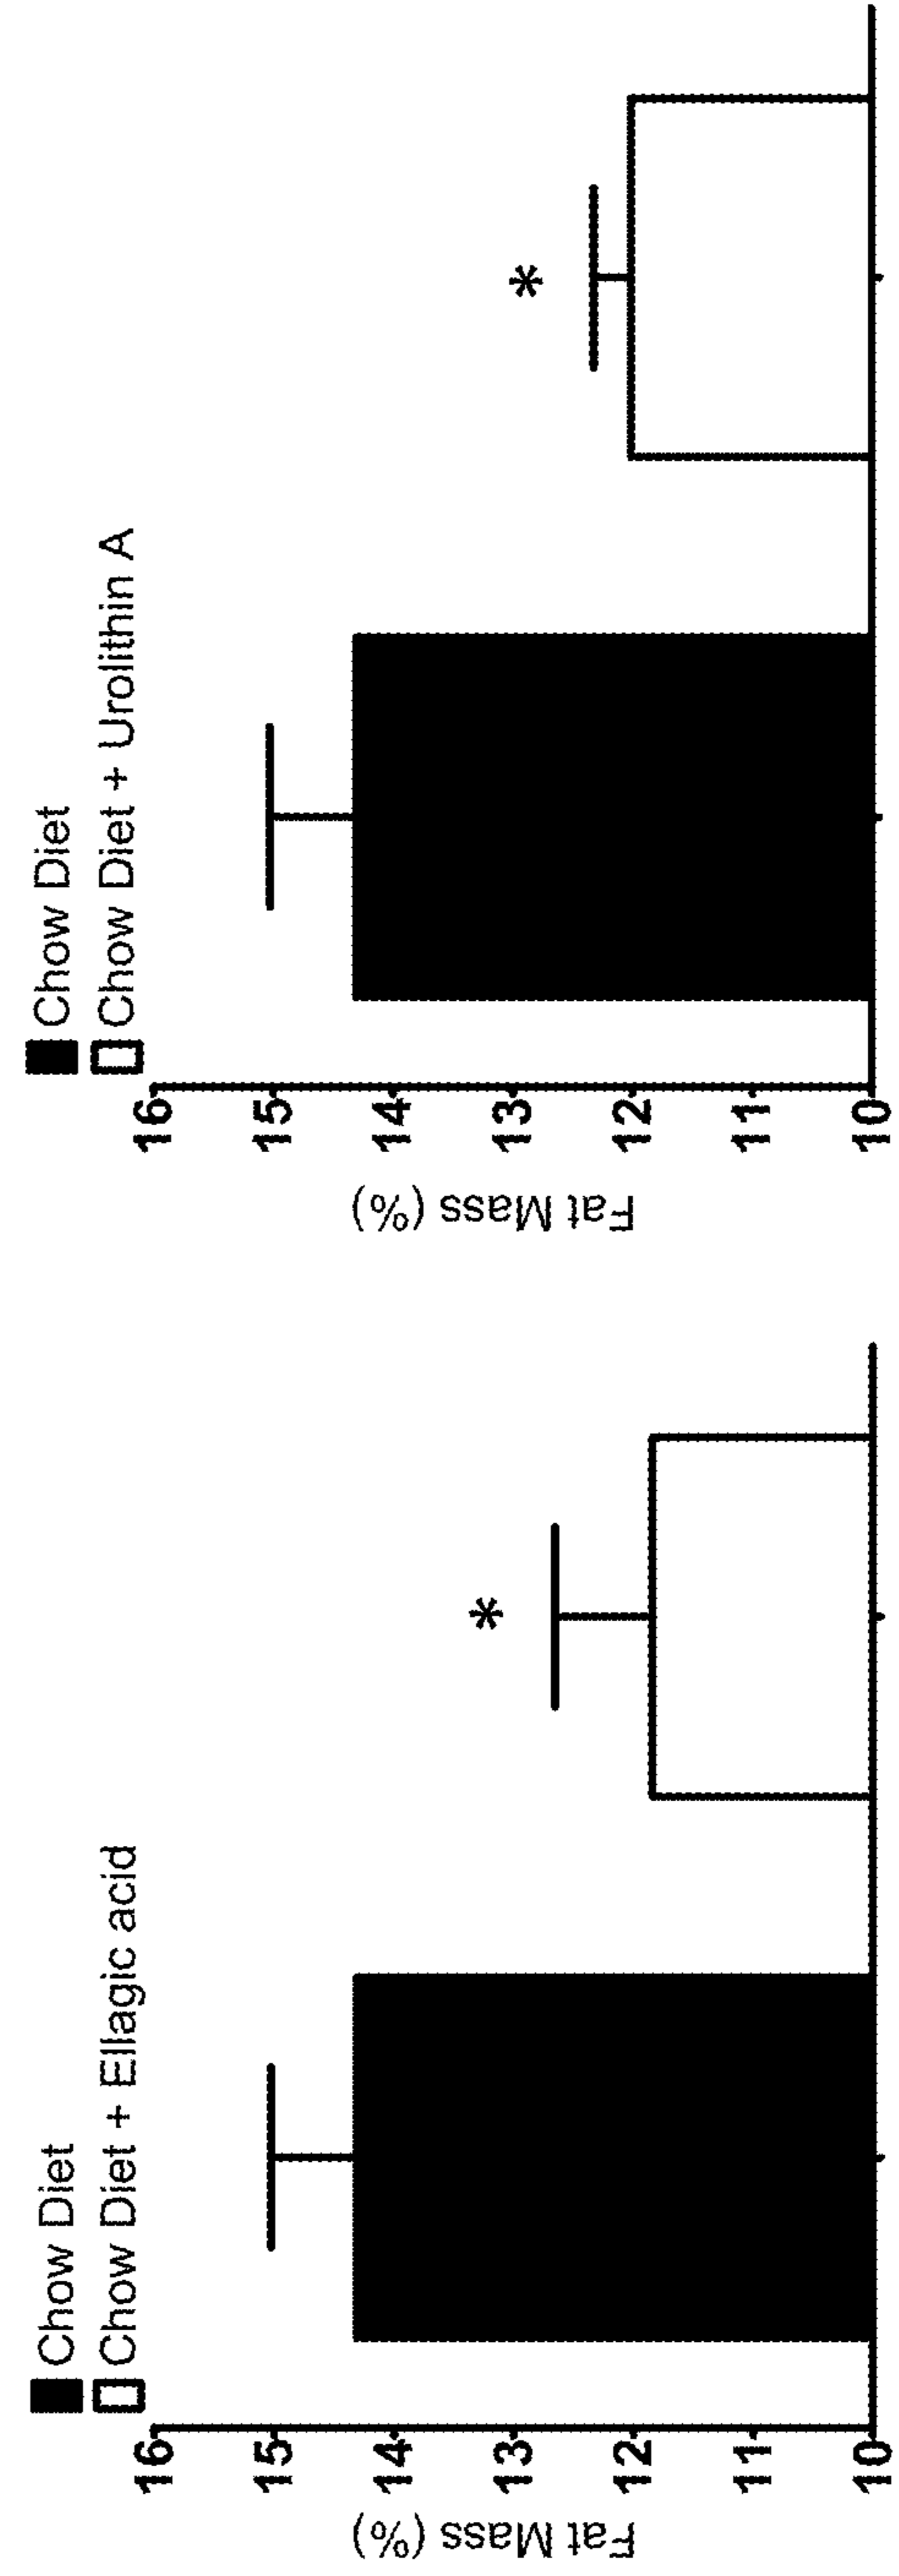 Chow Diet
Chow Diet + Ellagic acid
16
15
14
13
12
11
10
Fat Mass (%)
*
Chow Diet
Chow Diet + Urolithin A
16
15
14
13
12
11
10
Fat Mass (%)
*